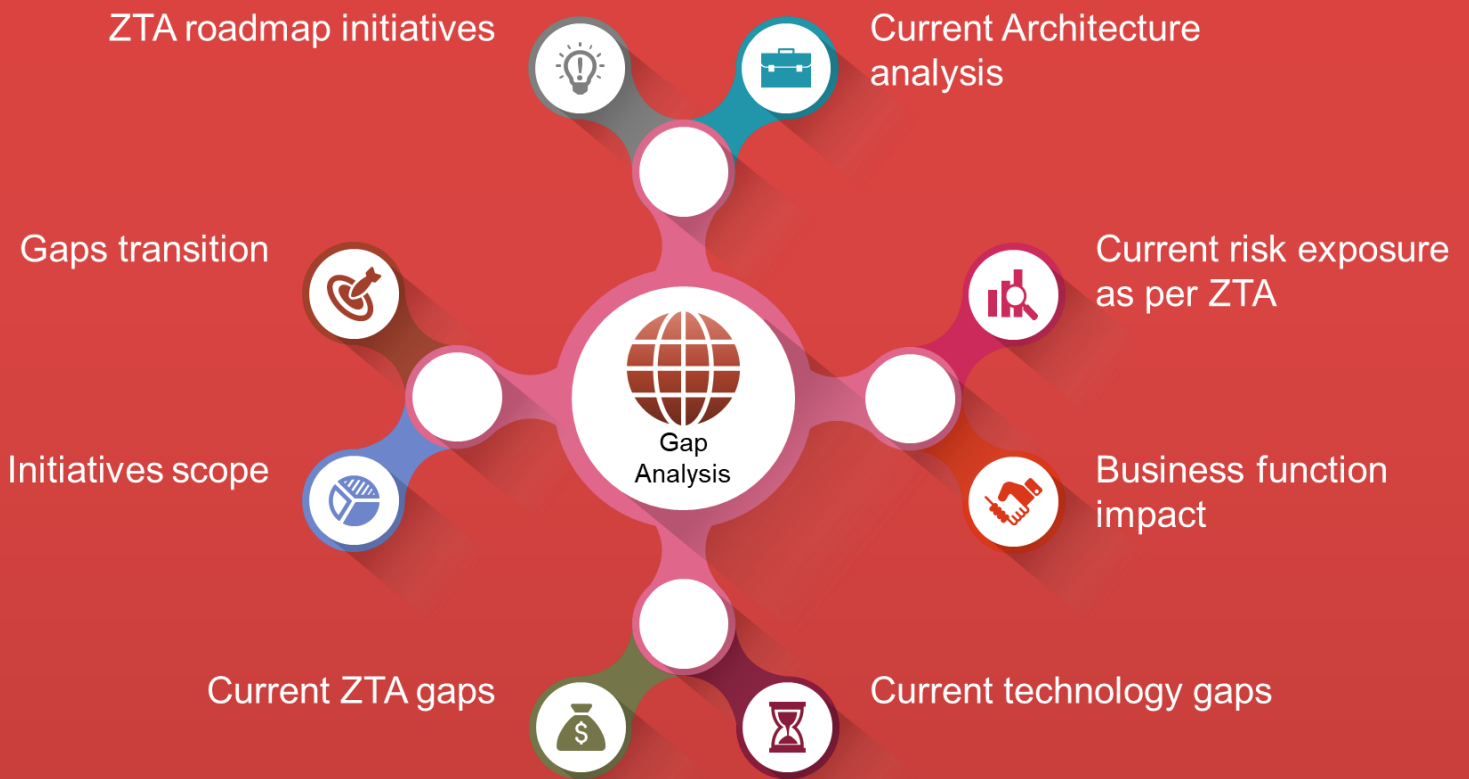 ZTA roadmap initiatives
Current Architecture
analysis
Gaps transition
Current risk exposure
as per ZTA
Gap
Analysis
Initiatives scope
Business function
impact
Current ZTA gaps
Current technology gaps
$